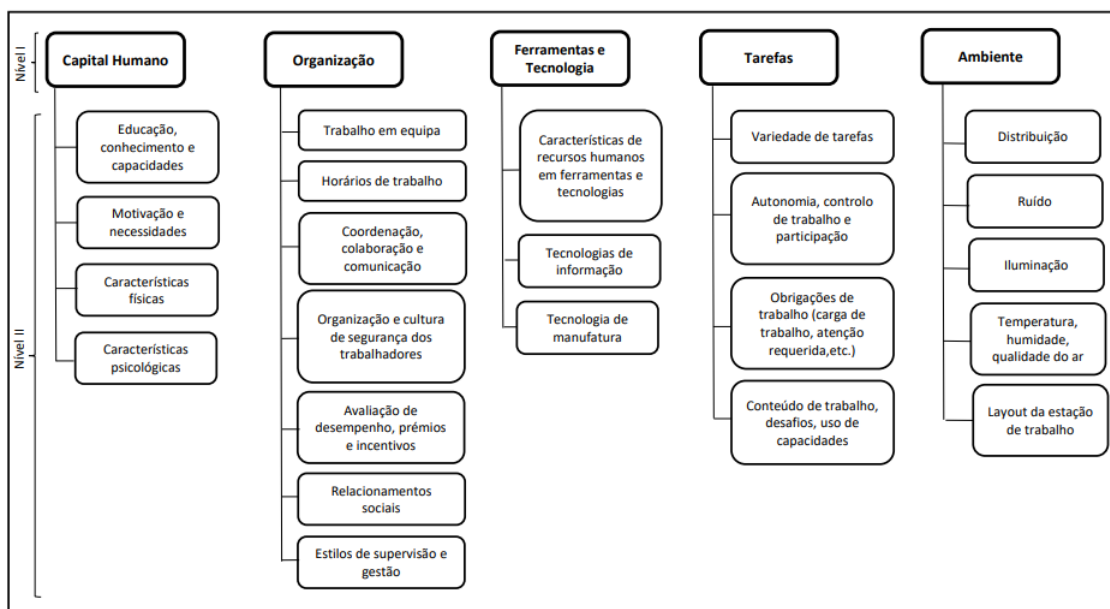 Nível I
Capital Humano
Organização
Ferramentas e
Tecnologia
Tarefas
Ambiente
Nível II
Educação,
conhecimento e
capacidades
Motivação e
necessidades
Características
físicas
Características
psicológicas
Trabalho em equipa
Horários de trabalho
Coordenação,
colaboração e
comunicação
Organização e cultura
de segurança dos
trabalhadores
Avaliação de
desempenho, prémios
e incentivos
Relacionamentos
sociais
Estilos de supervisão e
gestão
Características de
recursos humanos
em ferramentas e
tecnologias
Tecnologias de
informação
Tecnologia de
manufatura
Variedade de tarefas
Autonomia, controlo
de trabalho e
participação
Obrigações de
trabalho (carga de
trabalho, atenção
requerida,etc.)
Conteúdo de trabalho,
desafios, uso de
capacidades
Distribuição
Ruído
Iluminação
Temperatura,
humidade,
qualidade do ar
Layout da estação
de trabalho